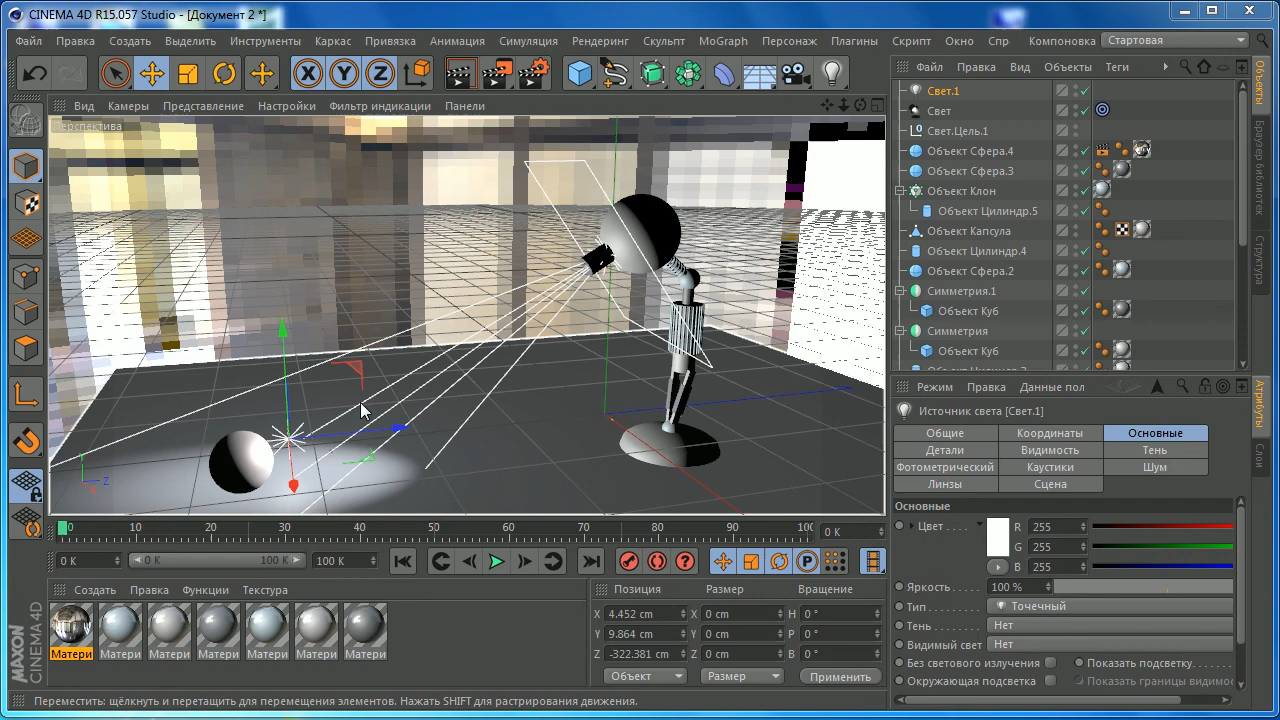 CINEMA 4D R15.057 Studio - [Документ 2 *]
Файл Правка Создать Выделить Инструменты Каркас Привязка Анимация Симуляция Рендеринг Скульпт MoGraph Персонаж Плагины Скрипт Окно Спр Компоновка Стартовая
X Y Z
Файл Правка Вид Объекты Теги
Вид Камеры Представление Настройки Фильтр индикации Панели
Перспектива
Свет.1
Свет
Свет.Цель.1
Объект Сфера.4
Объект Сфера.3
Объект Клон
Объект Цилиндр.5
Объект Капсула
Объект Цилиндр.4
Объект Сфера.2
Симметрия.1
Объект Куб
Симметрия
Объект Куб
Объекты
Браузер библиотек
Структура
Режим Правка Данные пол
Источник света [Свет.1]
Общие Координаты Основные
Детали Видимость Тень
Фотометрический Каустики Шум
Линзы Сцена
Основные
Цвет . . . . R 255
G 255
B 255
Яркость. . . . 100 %
Тип . . . . . . Точечный
Тень . . . . . Нет
Видимый свет Нет
Без светового излучения Показать подсветку.
Окружающая подсветка Показать границы видимо
Атрибуты
Слои
Y
Z
X
0 10 20 30 40 50 60 70 80 90 10 0 K
0 K 0 K 100 K 100 K
P
Создать Правка Функции Текстура
Матери Матери Матери Матери Матери Матери Матери
MAXON CINEMA 4D
Позиция Размер Вращение
X 4.452 cm X 0 cm H 0 °
Y 9.864 cm Y 0 cm P 0 °
Z -322.381 cm Z 0 cm B 0 °
Объект Размер Применить
Переместить: щёлкнуть и перетащить для перемещения элементов. Нажать SHIFT для растрирования движения.